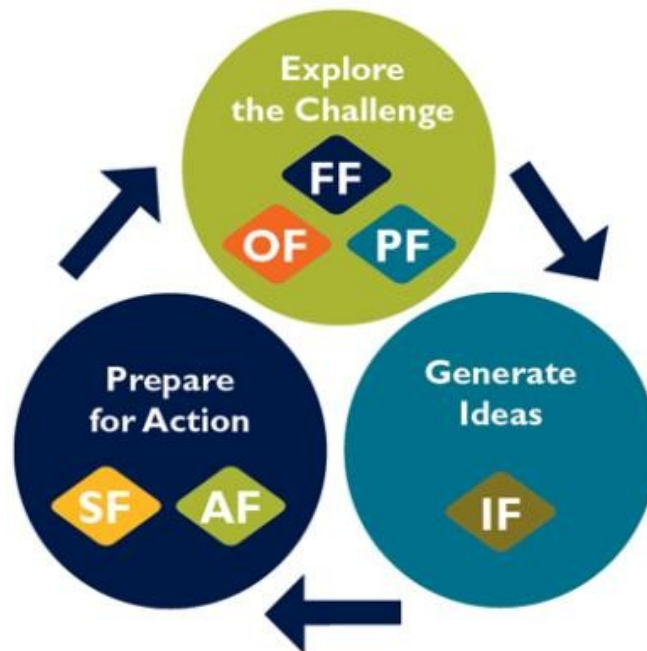 Explore
the Challenge
FF
OF PF
Generate
Ideas
IF
Prepare
for Action
SF AF